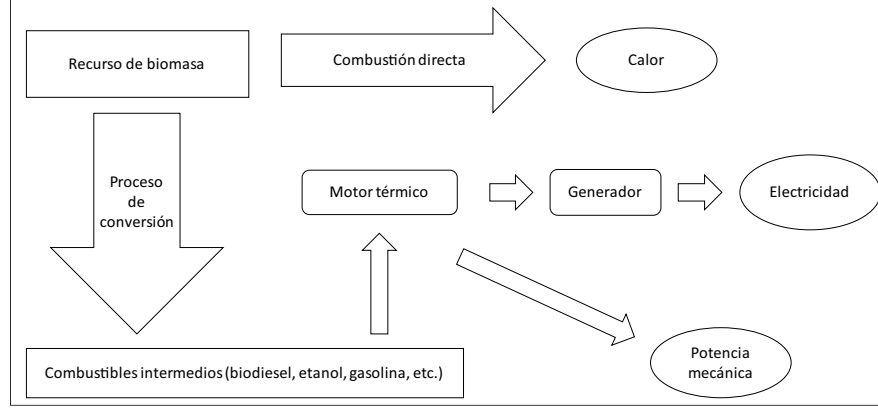 Recurso de biomasa
Combustión directa
Calor
Proceso
de
conversión
Motor térmico
Generador
Electricidad
Combustibles intermedios (biodiesel, etanol, gasolina, etc.)
Potencia
mecánica